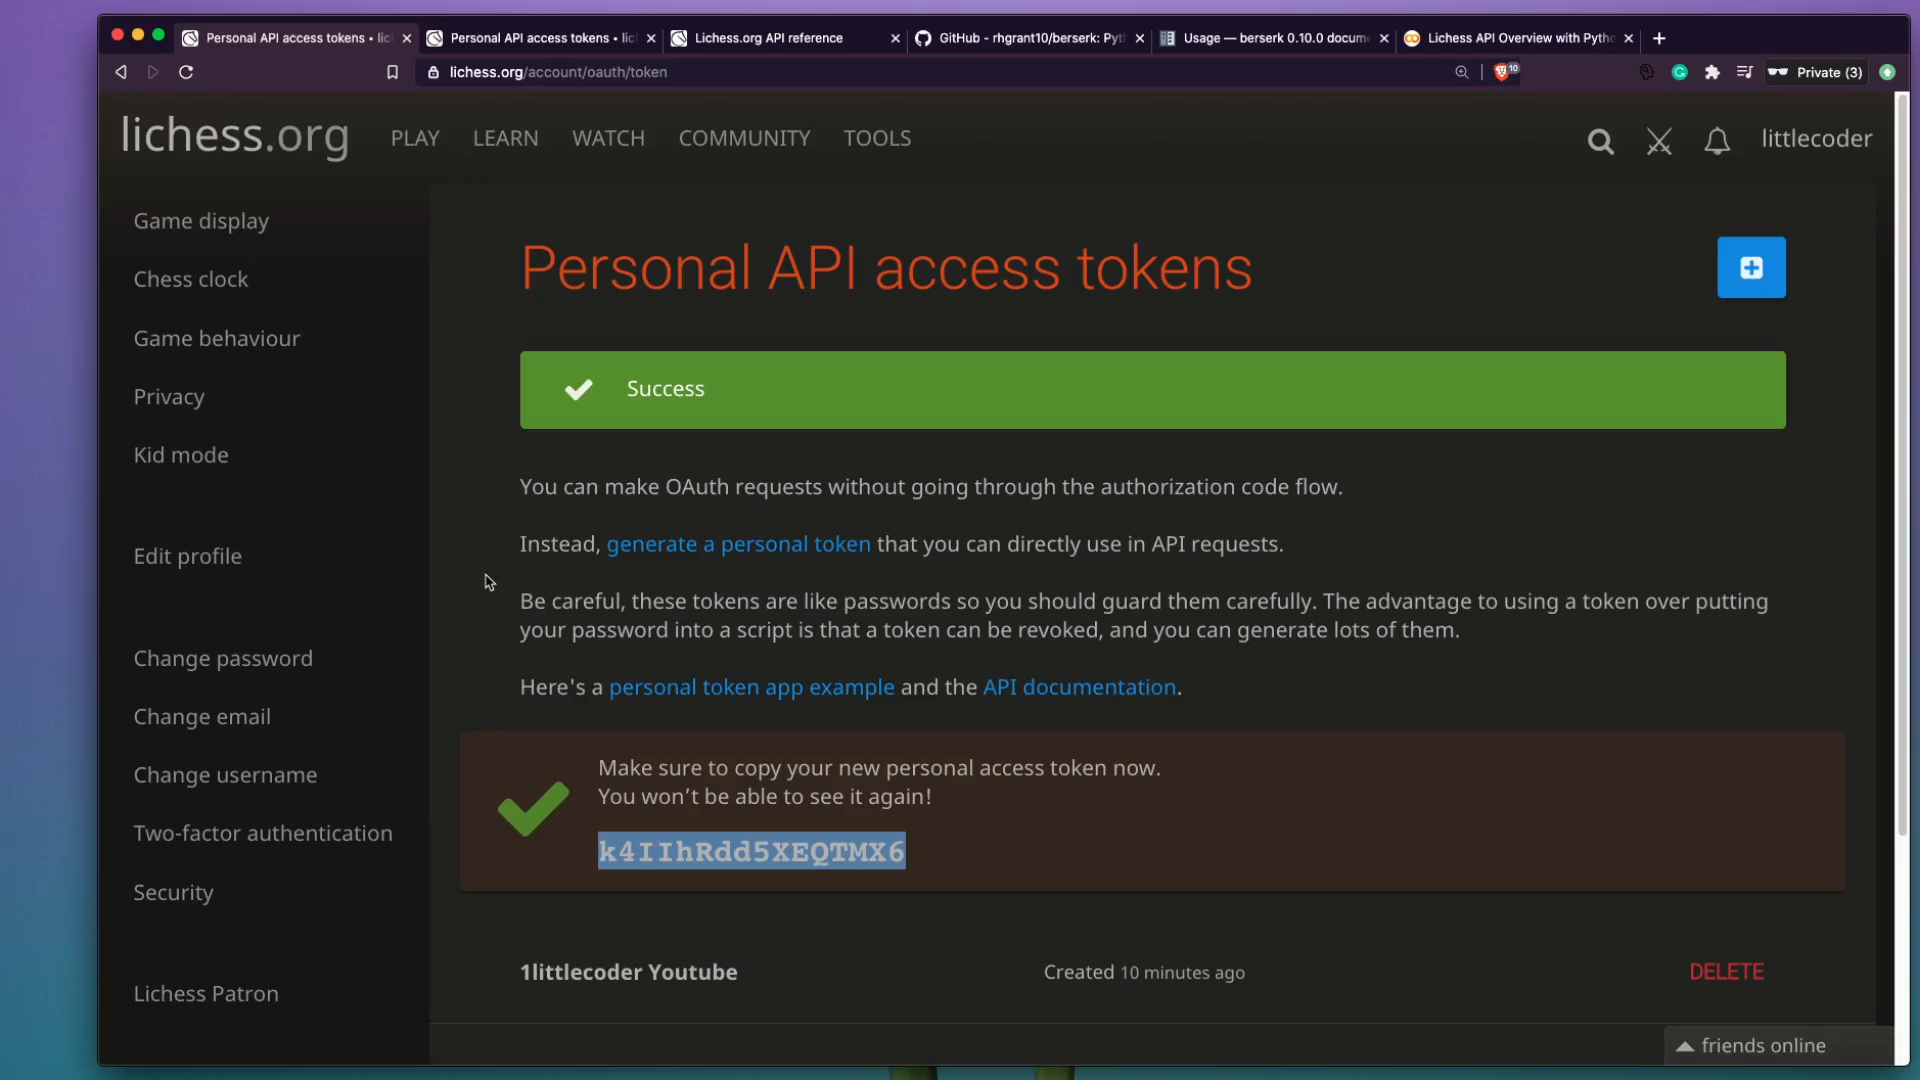 Personal API access tokens • lic
Personal API access tokens • lic
Lichess.org API reference
GitHub - rhgrant10/berserk: Pyt
Usage — berserk 0.10.0 docum
Lichess API Overview with Pytho
lichess.org/account/oauth/token
10
Private (3)
lichess.org
PLAY
LEARN
WATCH
COMMUNITY
TOOLS
littlecoder
Game display
Chess clock
Game behaviour
Privacy
Kid mode
Edit profile
Change password
Change email
Change username
Two-factor authentication
Security
Lichess Patron
Personal API access tokens
Success
You can make OAuth requests without going through the authorization code flow.
Instead, generate a personal token that you can directly use in API requests.
Be careful, these tokens are like passwords so you should guard them carefully. The advantage to using a token over putting
your password into a script is that a token can be revoked, and you can generate lots of them.
Here's a personal token app example and the API documentation.
Make sure to copy your new personal access token now.
You won’t be able to see it again!
k4IIhRdd5XEQTMX6
1littlecoder Youtube
Created 10 minutes ago
DELETE
friends online